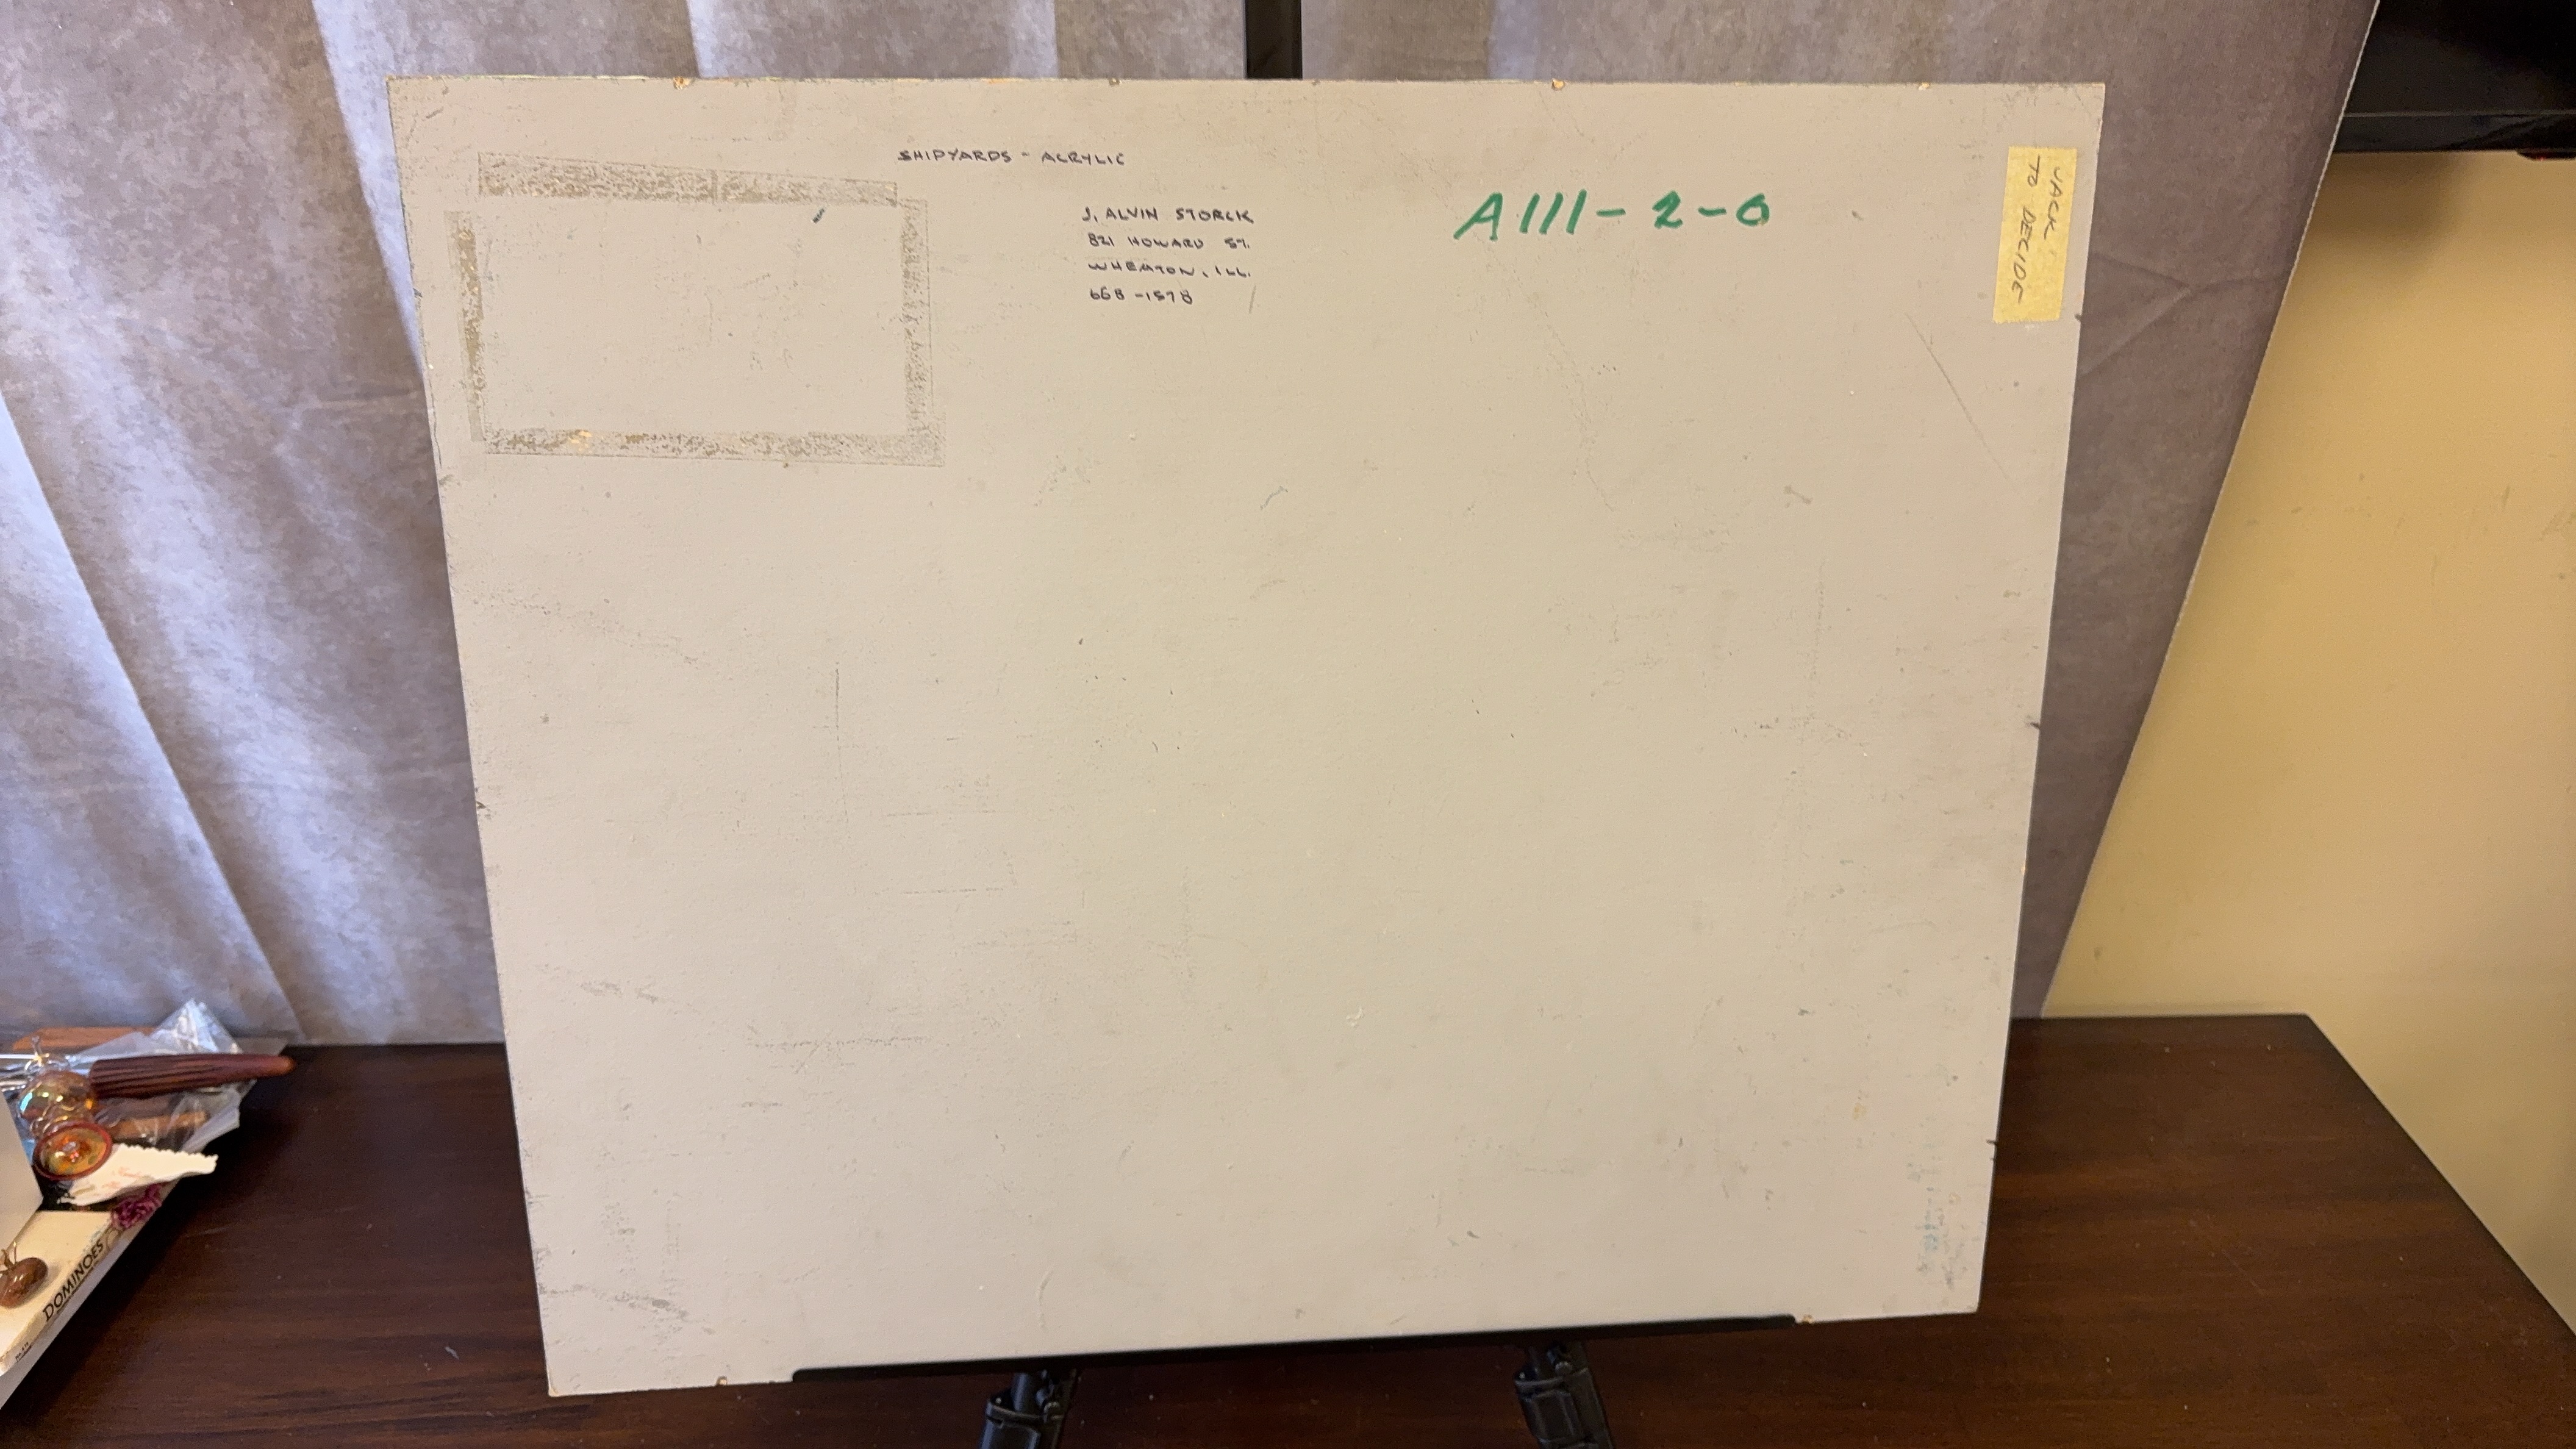 SHIPYARDS - ACRYLIC
J. ALVIN STORCK
821 HOWARD ST.
WHEATON, ILL.
668-1578
A111-2-0
JACK
TO DECIDE
DOMINOES